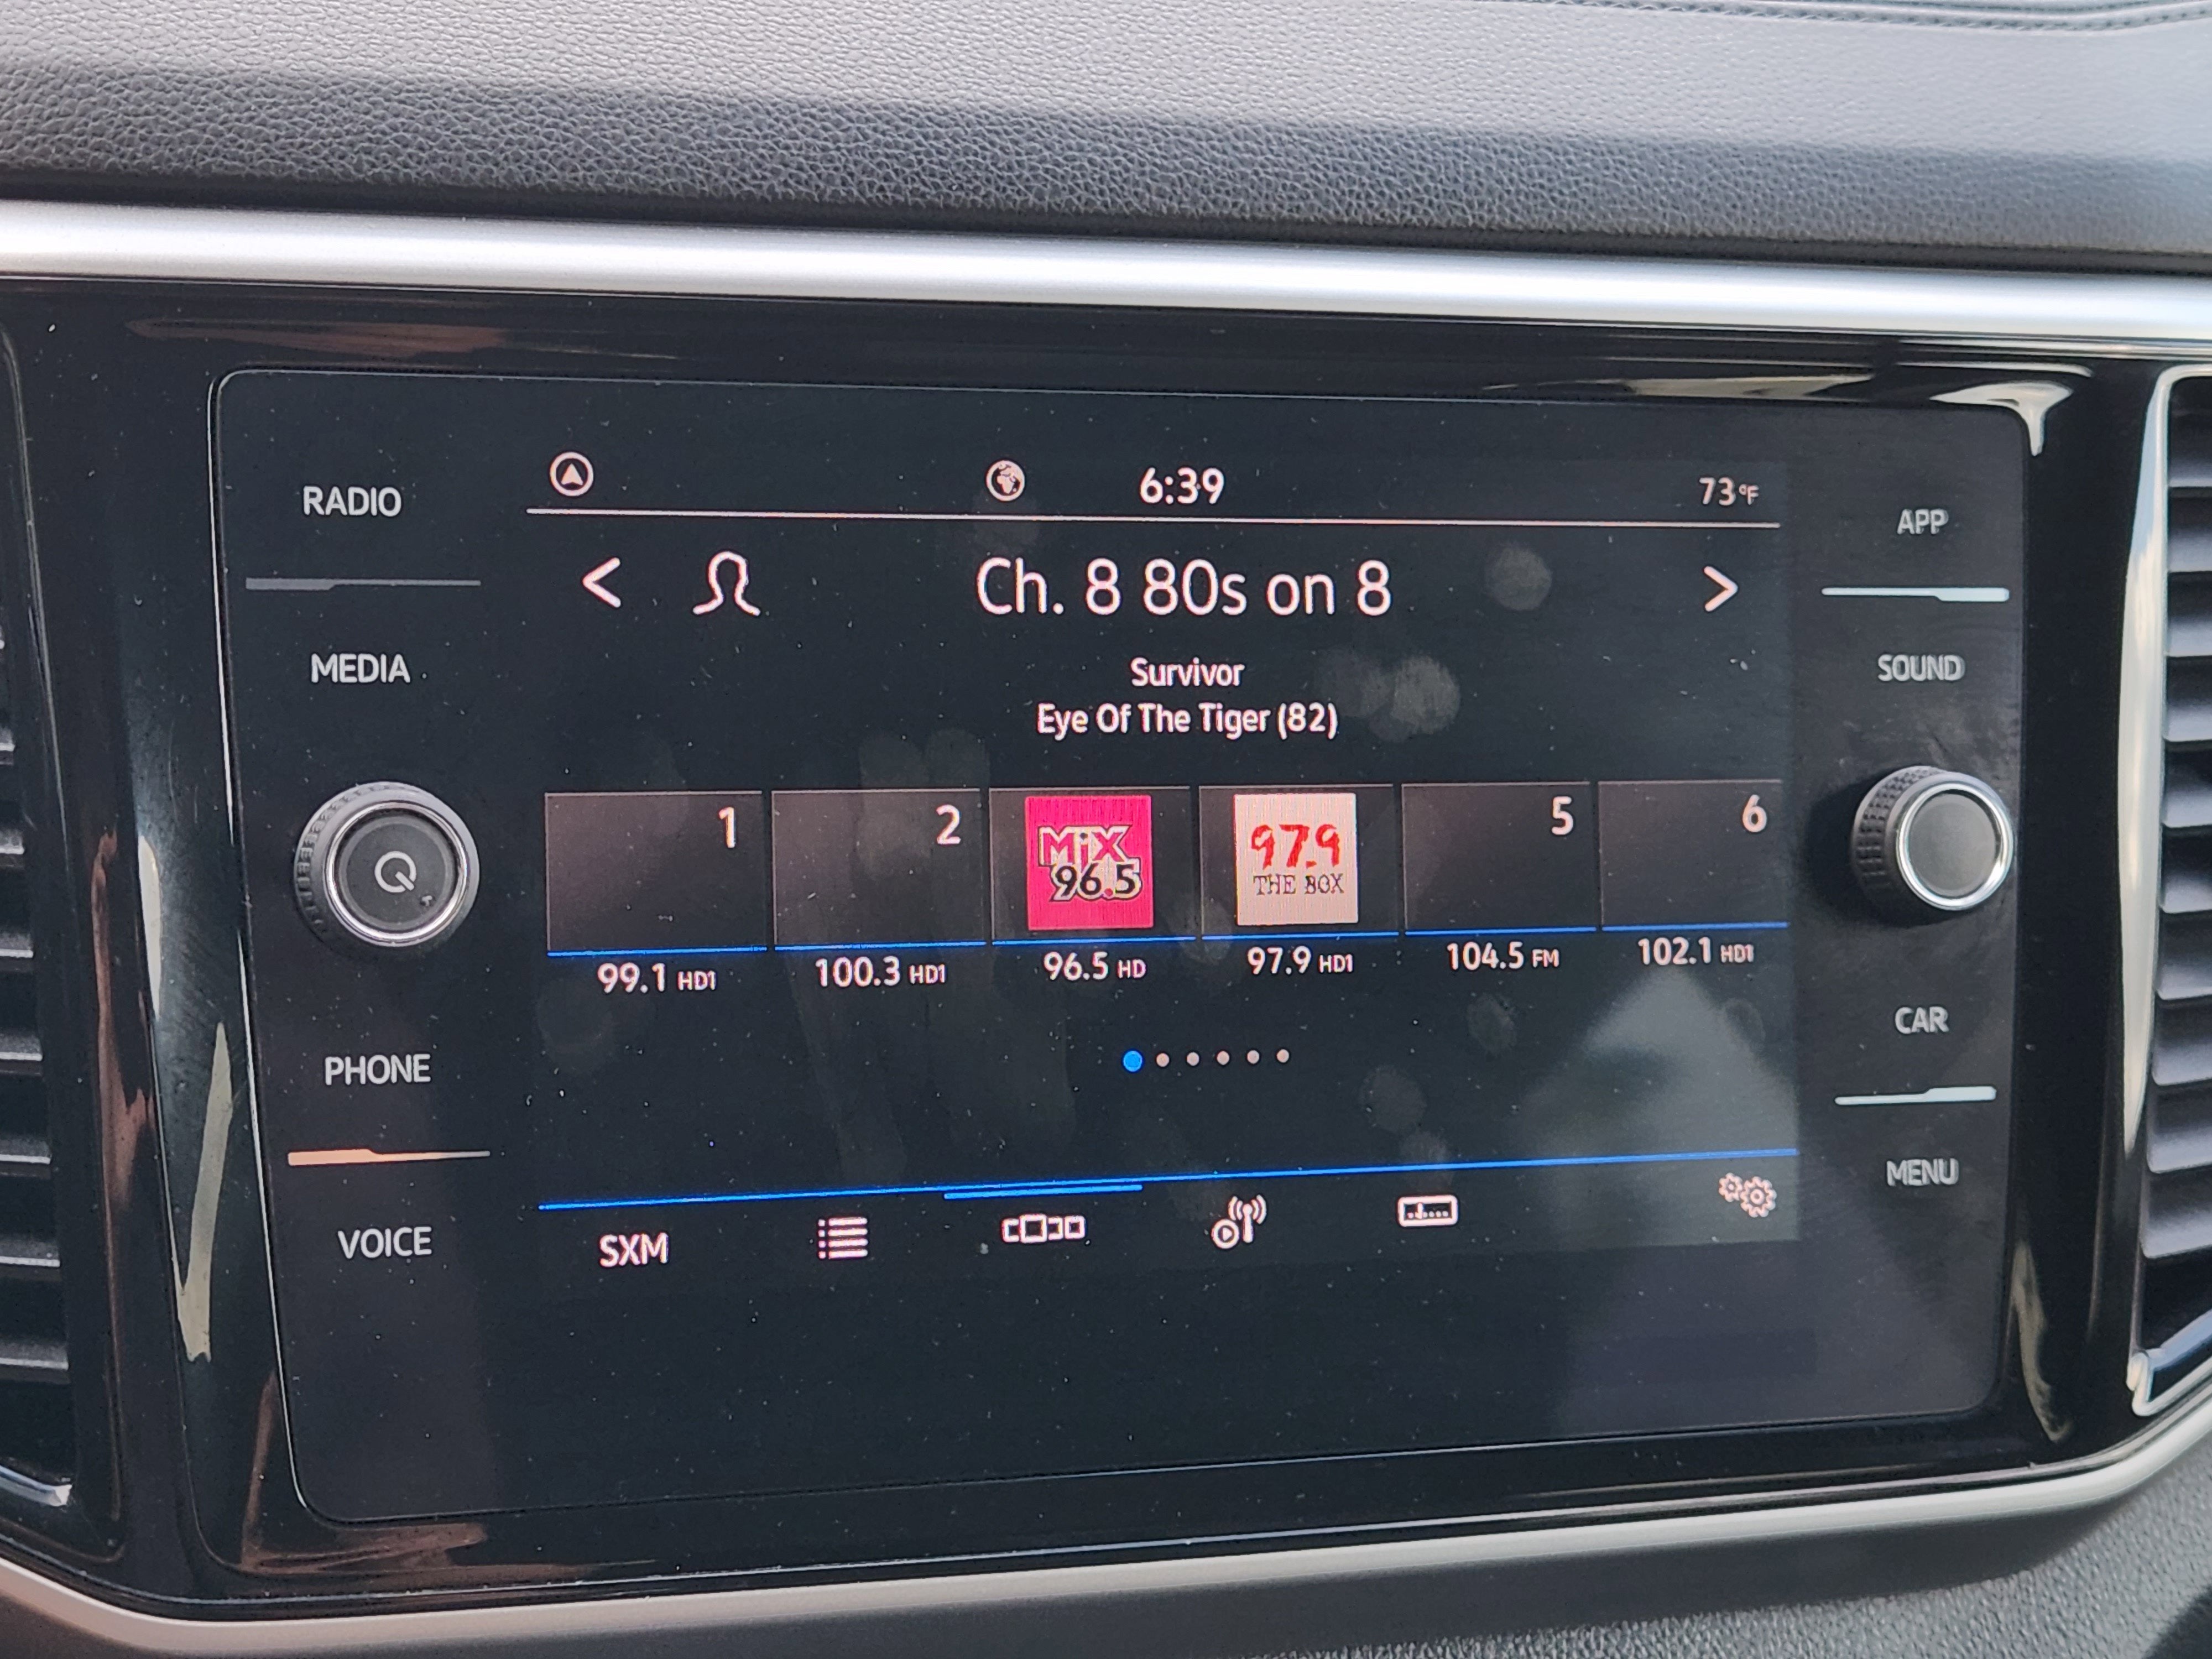 RADIO
MEDIA
PHONE
VOICE
6:39
73°F
Ch. 8 80s on 8
Survivor
Eye Of The Tiger (82)
1
2
MiX
96.5
97.9
THE BOX
5
6
99.1 HD1
100.3 HD1
96.5 HD
97.9 HD1
104.5 FM
102.1 HD1
SXM
APP
SOUND
CAR
MENU